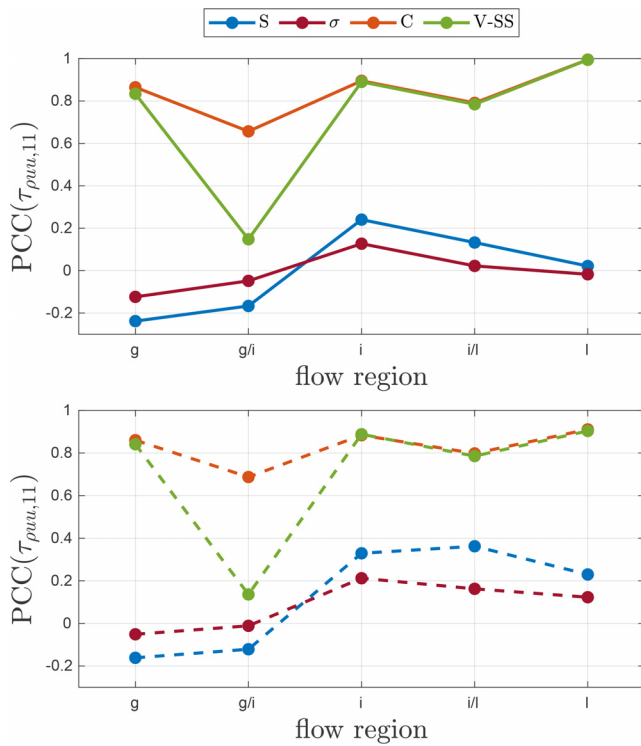 S σ C V-SS
PCC(τρuu,11)
1
0.8
0.6
0.4
0.2
0
-0.2
g g/i i i/l l
flow region
PCC(τρuu,11)
1
0.8
0.6
0.4
0.2
0
-0.2
g g/i i i/l l
flow region